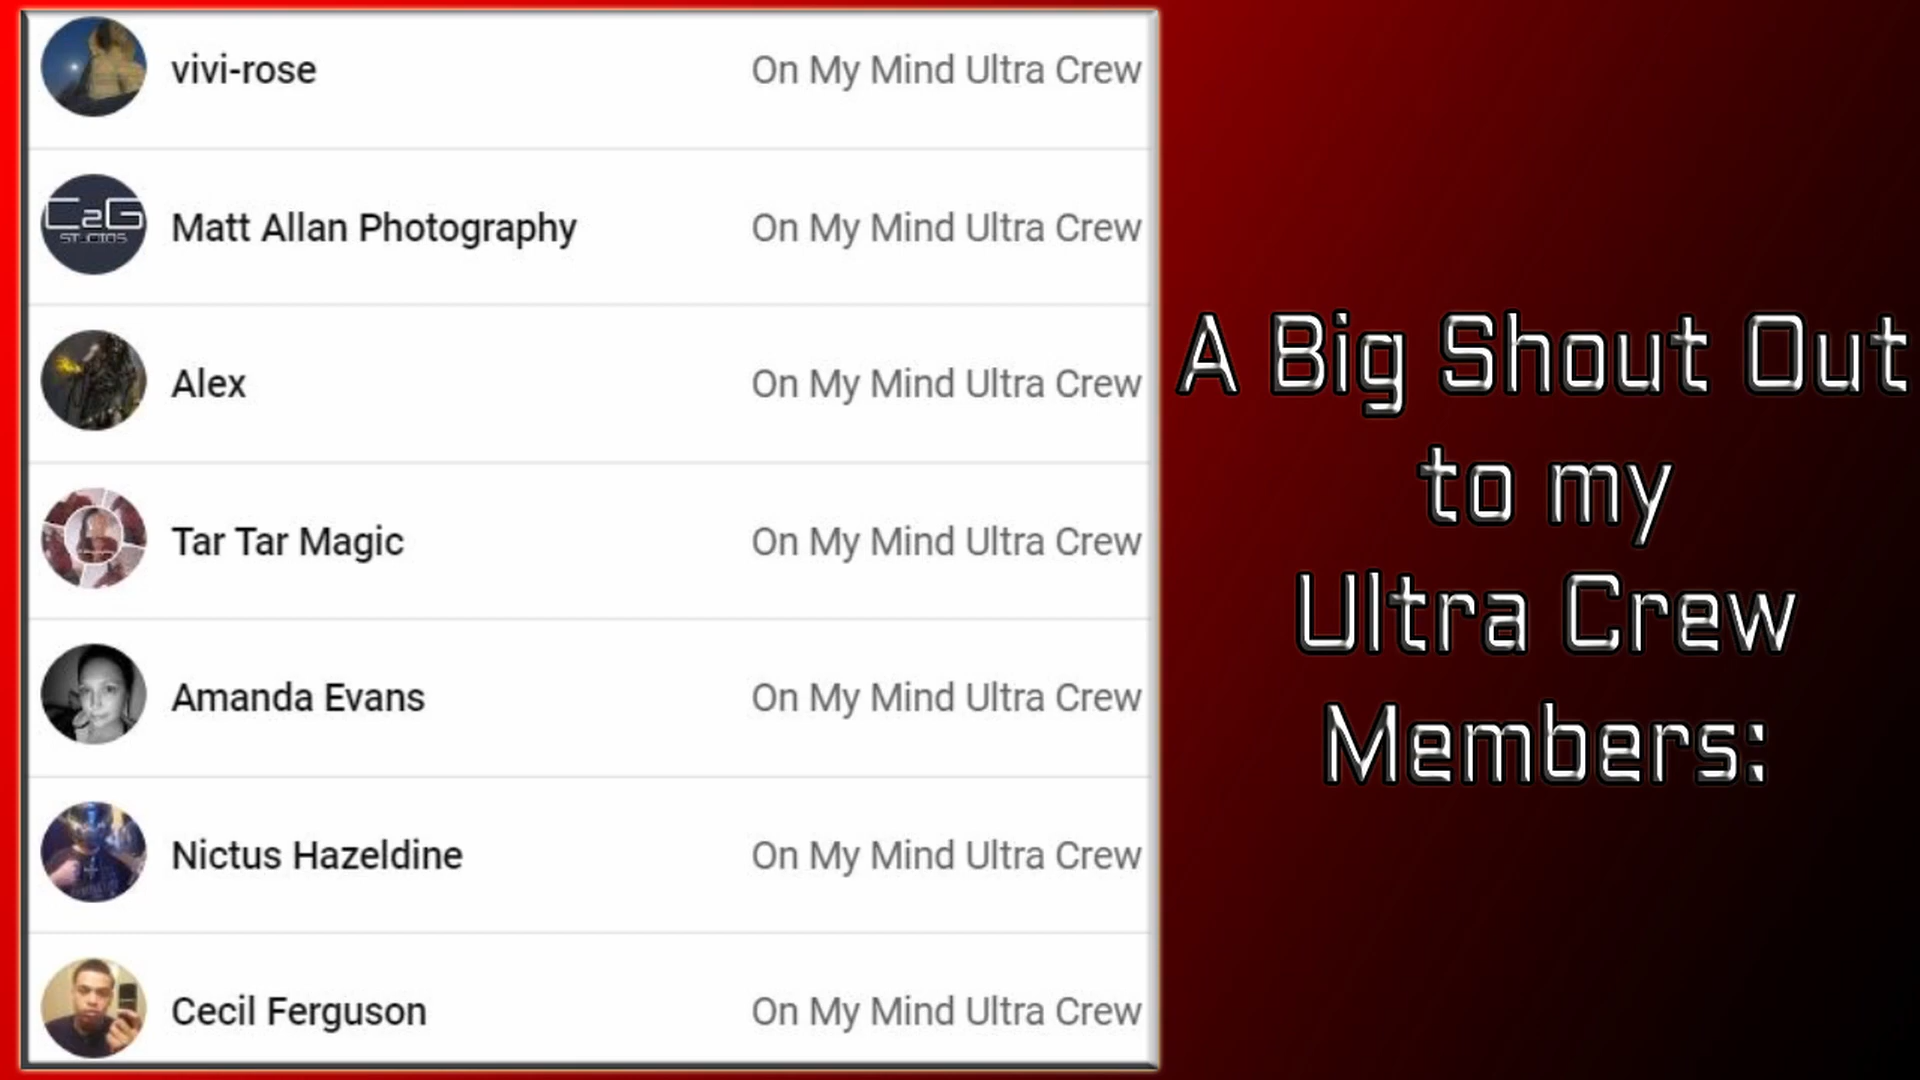 vivi-rose On My Mind Ultra Crew
C2G
STUDIOS
Matt Allan Photography On My Mind Ultra Crew
Alex On My Mind Ultra Crew
Tar Tar Magic On My Mind Ultra Crew
Amanda Evans On My Mind Ultra Crew
Nictus Hazeldine On My Mind Ultra Crew
Cecil Ferguson On My Mind Ultra Crew
A Big Shout Out
to my
Ultra Crew
Members: